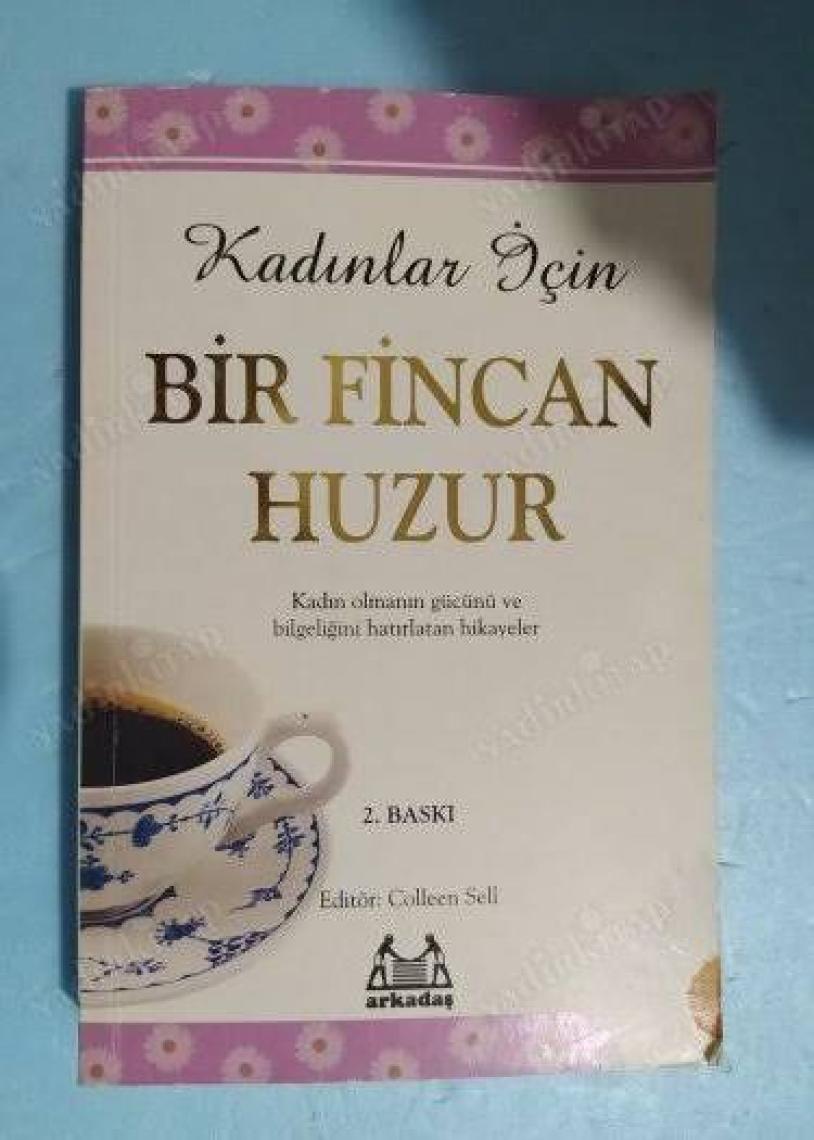 Kadınlar İçin
BİR FİNCAN
HUZUR
Kadın olmanın gücünü ve
bilgeliğini hatırlatan hikayeler
2. BASKI
Editör: Colleen Sell
arkadaş